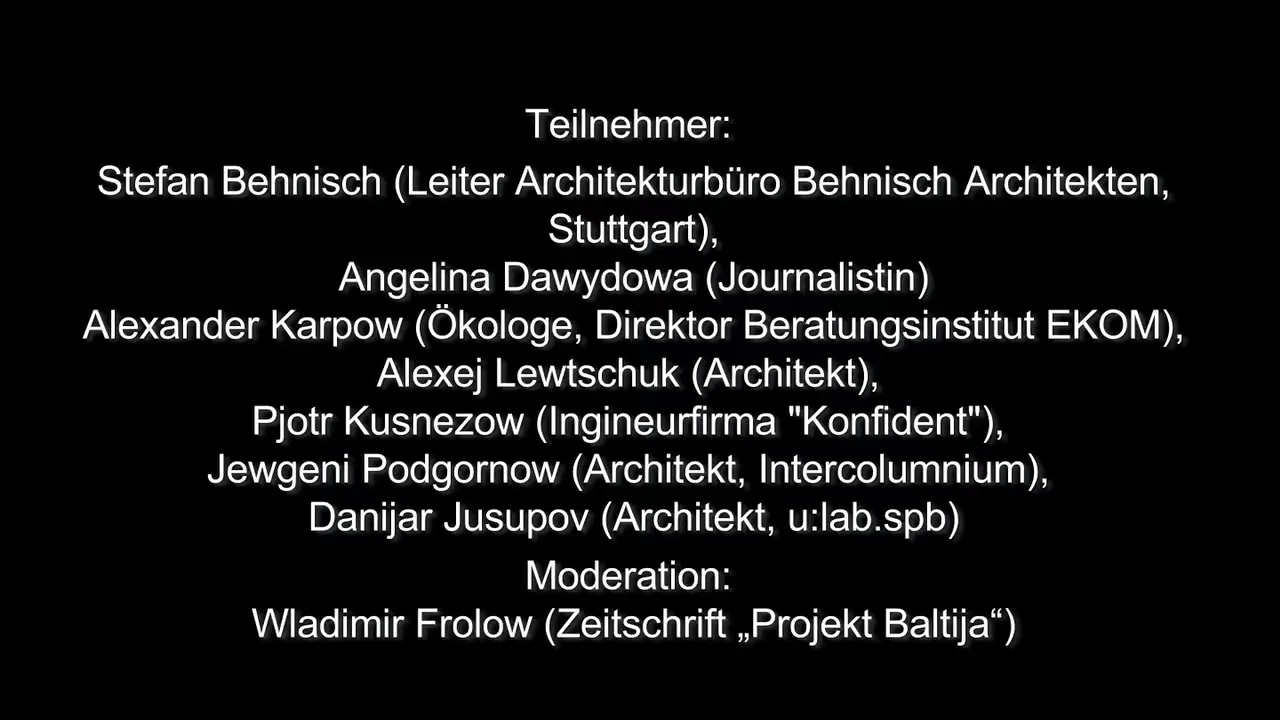 Teilnehmer:
Stefan Behnisch (Leiter Architekturbüro Behnisch Architekten,
Stuttgart),
Angelina Dawydowa (Journalistin)
Alexander Karpow (Ökologe, Direktor Beratungsinstitut EKOM),
Alexej Lewtschuk (Architekt),
Pjotr Kusnezow (Ingineurfirma "Konfident"),
Jewgeni Podgornow (Architekt, Intercolumnium),
Danijar Jusupov (Architekt, u:lab.spb)
Moderation:
Wladimir Frolow (Zeitschrift „Projekt Baltija“)